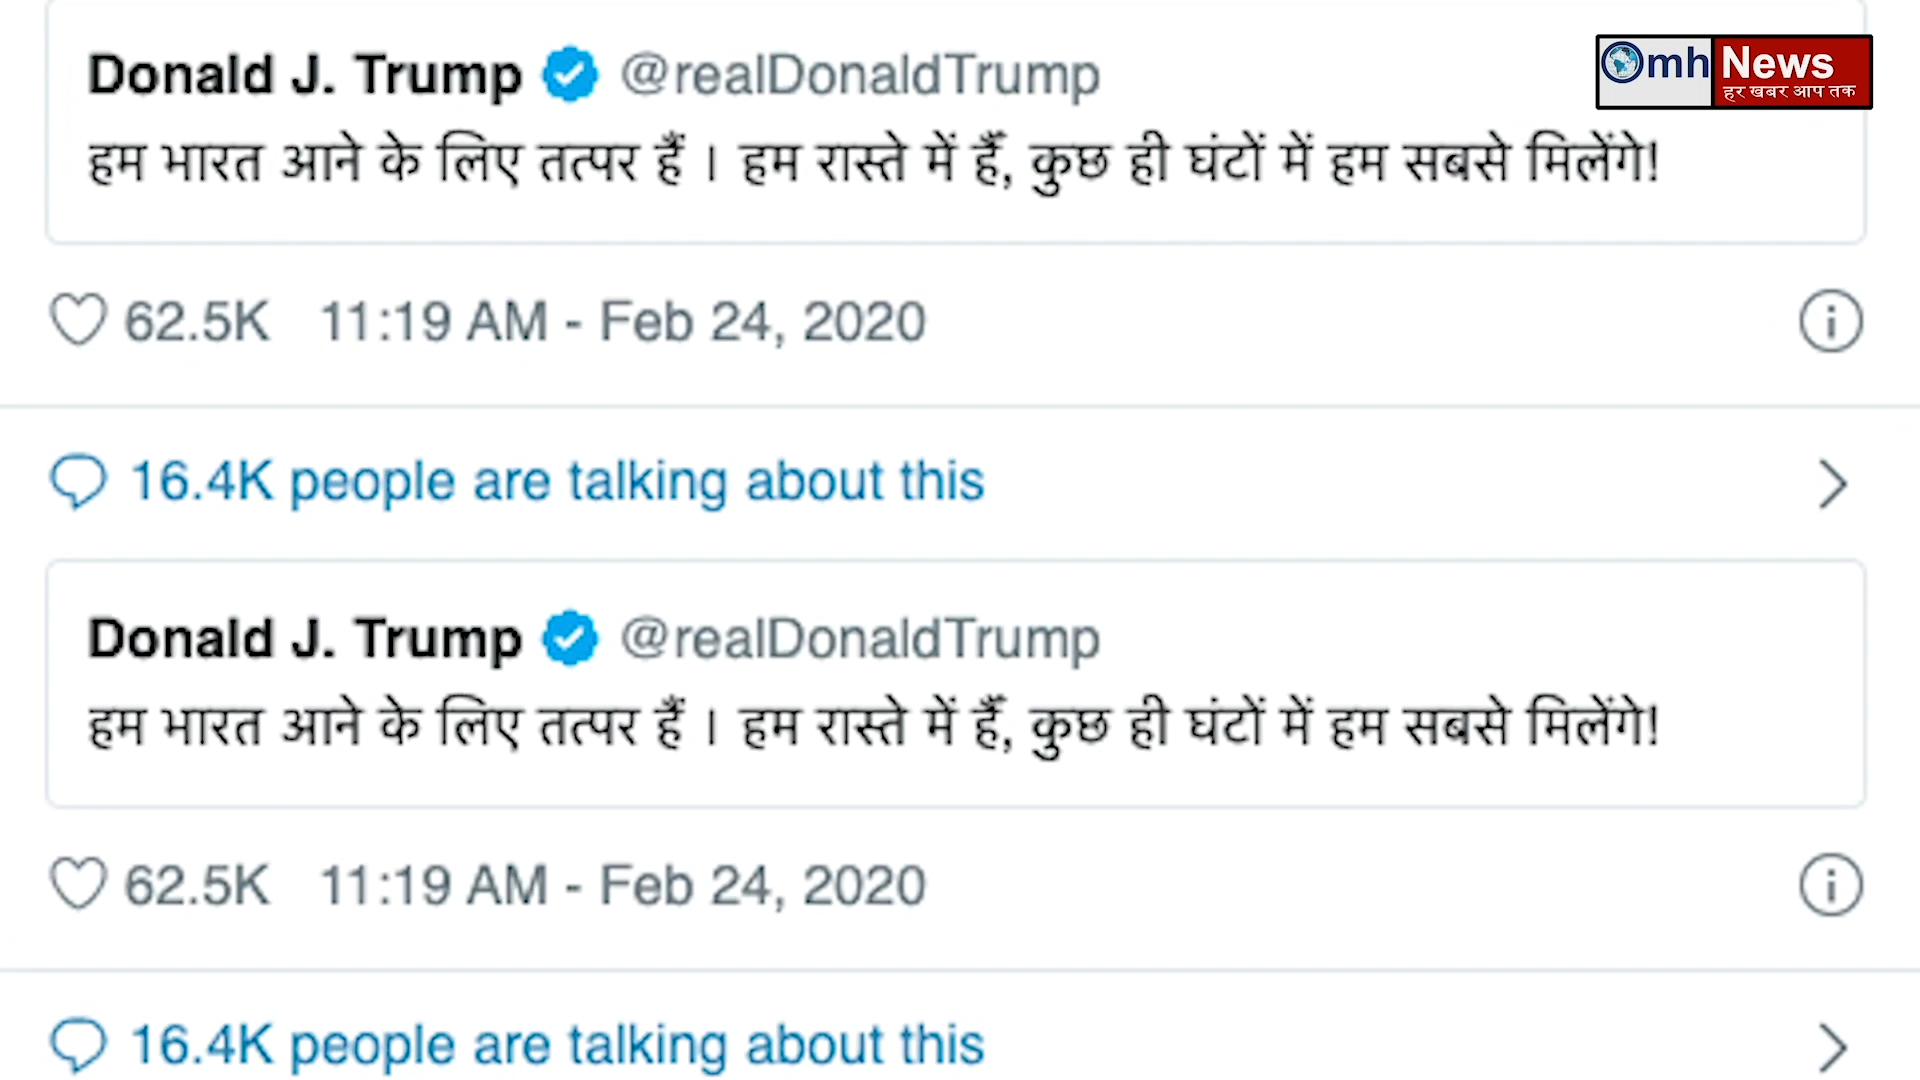 Donald J. Trump @realDonaldTrump
Omh News
हर खबर आप तक
हम भारत आने के लिए तत्पर हैं । हम रास्ते में हैँ, कुछ ही घंटों में हम सबसे मिलेंगे!
62.5K 11:19 AM - Feb 24, 2020
16.4K people are talking about this
Donald J. Trump @realDonaldTrump
हम भारत आने के लिए तत्पर हैं । हम रास्ते में हैँ, कुछ ही घंटों में हम सबसे मिलेंगे!
62.5K 11:19 AM - Feb 24, 2020
16.4K people are talking about this